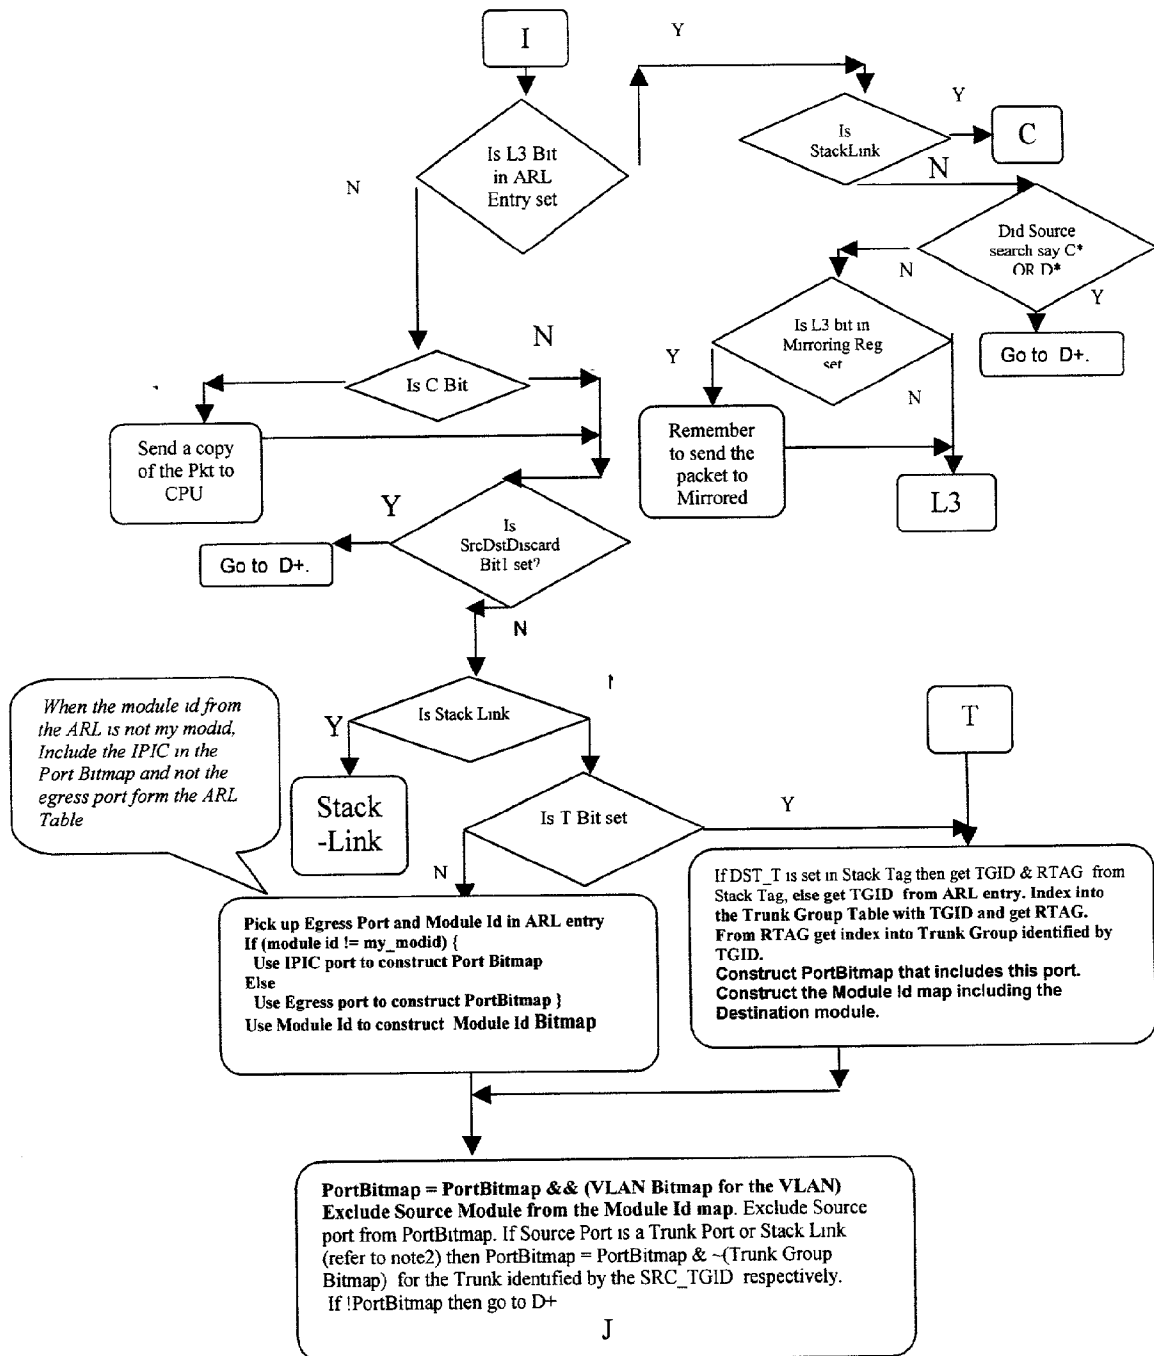 I
Y
Is
StackLink
Y
C
Is L3 Bit
in ARL
Entry set
N
N
Did Source
search say C*
OR D*
N
Y
Go to D+.
Is L3 bit in
Mirroring Reg
set
Y
N
Remember
to send the
packet to
Mirrored
L3
N
Is C Bit
Send a copy
of the Pkt to
CPU
Y
Is
SrcDstDiscard
Bit1 set?
Go to D+.
N
When the module id from
the ARL is not my modid,
Include the IPIC in the
Port Bitmap and not the
egress port form the ARL
Table
Is Stack Link
Y
Stack
-Link
T
Is T Bit set
Y
N
Pick up Egress Port and Module Id in ARL entry
If (module id != my_modid) {
Use IPIC port to construct Port Bitmap
Else
Use Egress port to construct PortBitmap }
Use Module Id to construct Module Id Bitmap
If DST_T is set in Stack Tag then get TGID & RTAG from
Stack Tag, else get TGID from ARL entry. Index into
the Trunk Group Table with TGID and get RTAG.
From RTAG get index into Trunk Group identified by
TGID.
Construct PortBitmap that includes this port.
Construct the Module Id map including the
Destination module.
PortBitmap = PortBitmap && (VLAN Bitmap for the VLAN)
Exclude Source Module from the Module Id map. Exclude Source
port from PortBitmap. If Source Port is a Trunk Port or Stack Link
(refer to note2) then PortBitmap = PortBitmap & ~(Trunk Group
Bitmap) for the Trunk identified by the SRC_TGID respectively.
If !PortBitmap then go to D+
J